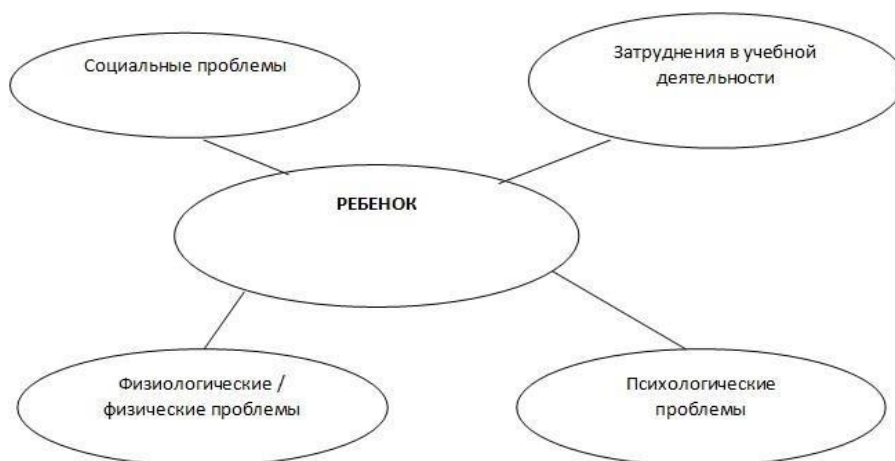 Социальные проблемы
Затруднения в учебной
деятельности
РЕБЕНОК
Физиологические /
физические проблемы
Психологические
проблемы